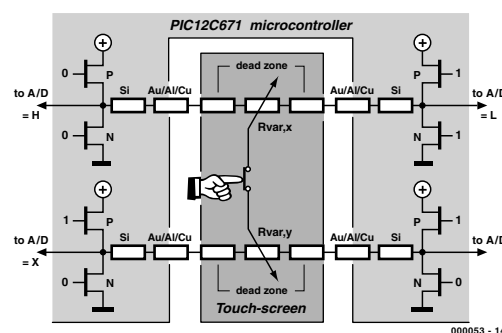 PIC12C671 microcontroller
0 P
P 1
dead zone
to A/D Si Au/Al/Cu Au/Al/Cu Si to A/D
= H = L
Rvar,x
0 N
N 1
1 P
P 1
Rvar,y
to A/D Si Au/Al/Cu Au/Al/Cu Si to A/D
= X
0 N
N 0
dead zone
Touch-screen